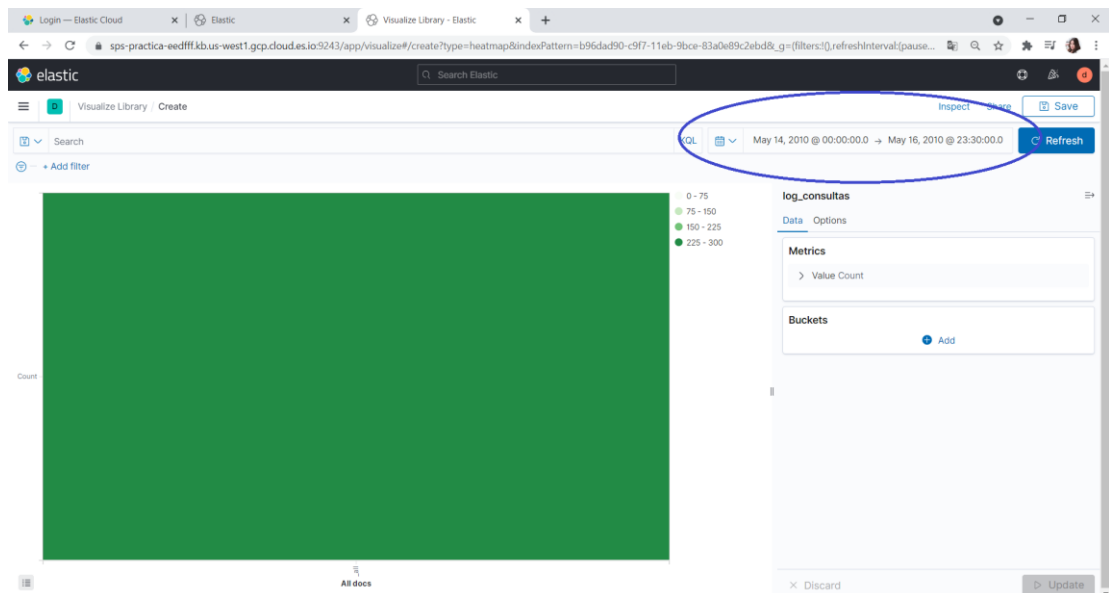 Login — Elastic Cloud
Elastic
Visualize Library - Elastic
sps-practica-eedfff.kb.us-west1.gcp.cloud.es.io:9243/app/visualize#/create?type=heatmap&indexPattern=b96dad90-c9f7-11eb-9bce-83a0e89c2ebd&_g=(filters:!(),refreshInterval:(pause...
elastic
Search Elastic
d
D
Visualize Library / Create
Inspect
Share
Save
Search
KQL
May 14, 2010 @ 00:00:00.0 → May 16, 2010 @ 23:30:00.0
Refresh
+ Add filter
0 - 75
75 - 150
150 - 225
225 - 300
log_consultas
Data Options
Metrics
Value Count
Buckets
Add
Count
_all
All docs
Discard
Update